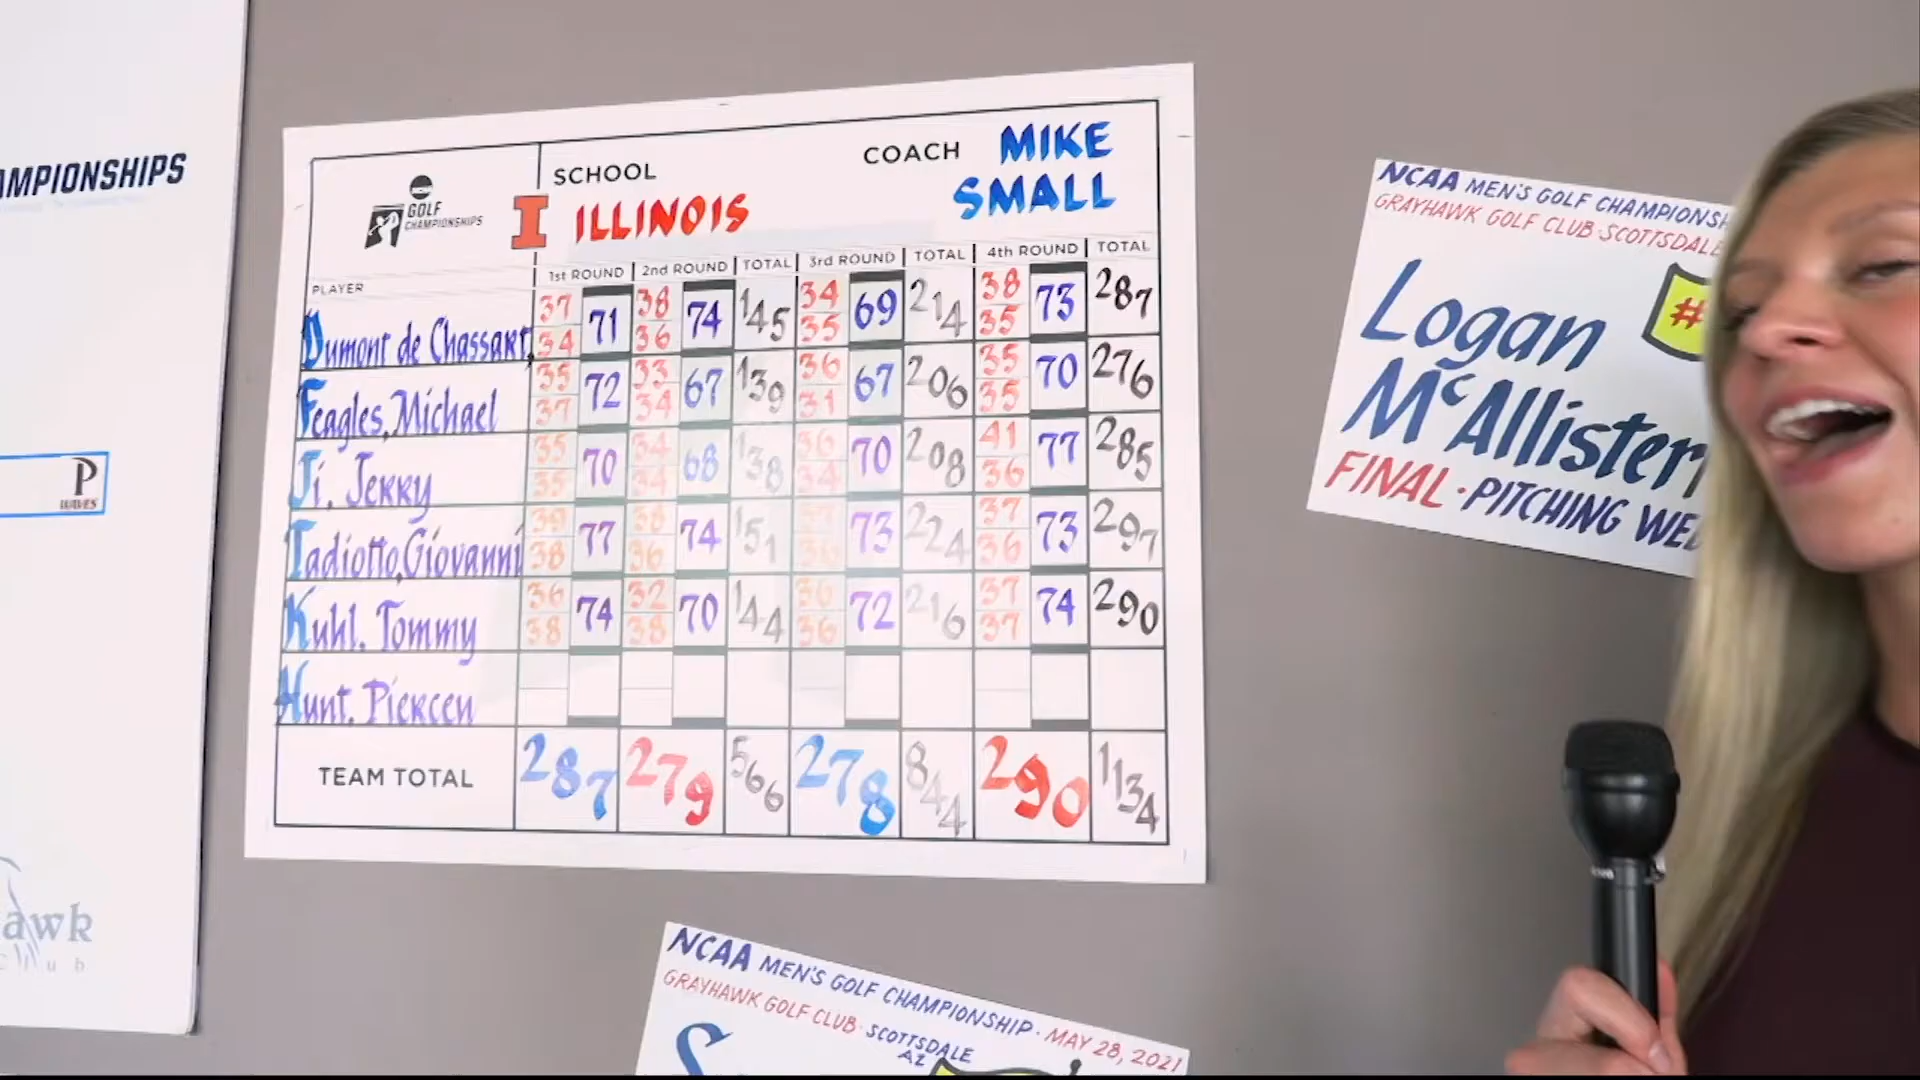 AMPIONSHIPS
P
WAVES
awk
Club
SCHOOL
COACH MIKE SMALL
NCAA
GOLF
CHAMPIONSHIPS
I ILLINOIS
PLAYER 1st ROUND 2nd ROUND TOTAL 3rd ROUND TOTAL 4th ROUND TOTAL
Dumont de Chassart, 37 34 71 38 36 74 145 34 35 69 214 38 35 73 287
Feagles, Michael 35 37 72 33 34 67 139 36 31 67 206 35 35 70 276
Ji, Jerry 35 35 70 34 34 68 138 36 34 70 208 41 36 77 285
Tadiotto, Giovanni 39 38 77 38 36 74 151 73 224 37 36 73 297
Kuhl, Tommy 36 38 74 32 38 70 144 36 36 72 216 37 37 74 290
Hunt, Piercen
TEAM TOTAL 287 279 566 278 844 290 1134
NCAA MEN'S GOLF CHAMPIONSH
GRAYHAWK GOLF CLUB · SCOTTSDALE
#
Logan
McAllister
FINAL · PITCHING WE
NCAA MEN'S GOLF CHAMPIONSHIP · MAY 28, 2021
GRAYHAWK GOLF CLUB · SCOTTSDALE
AZ